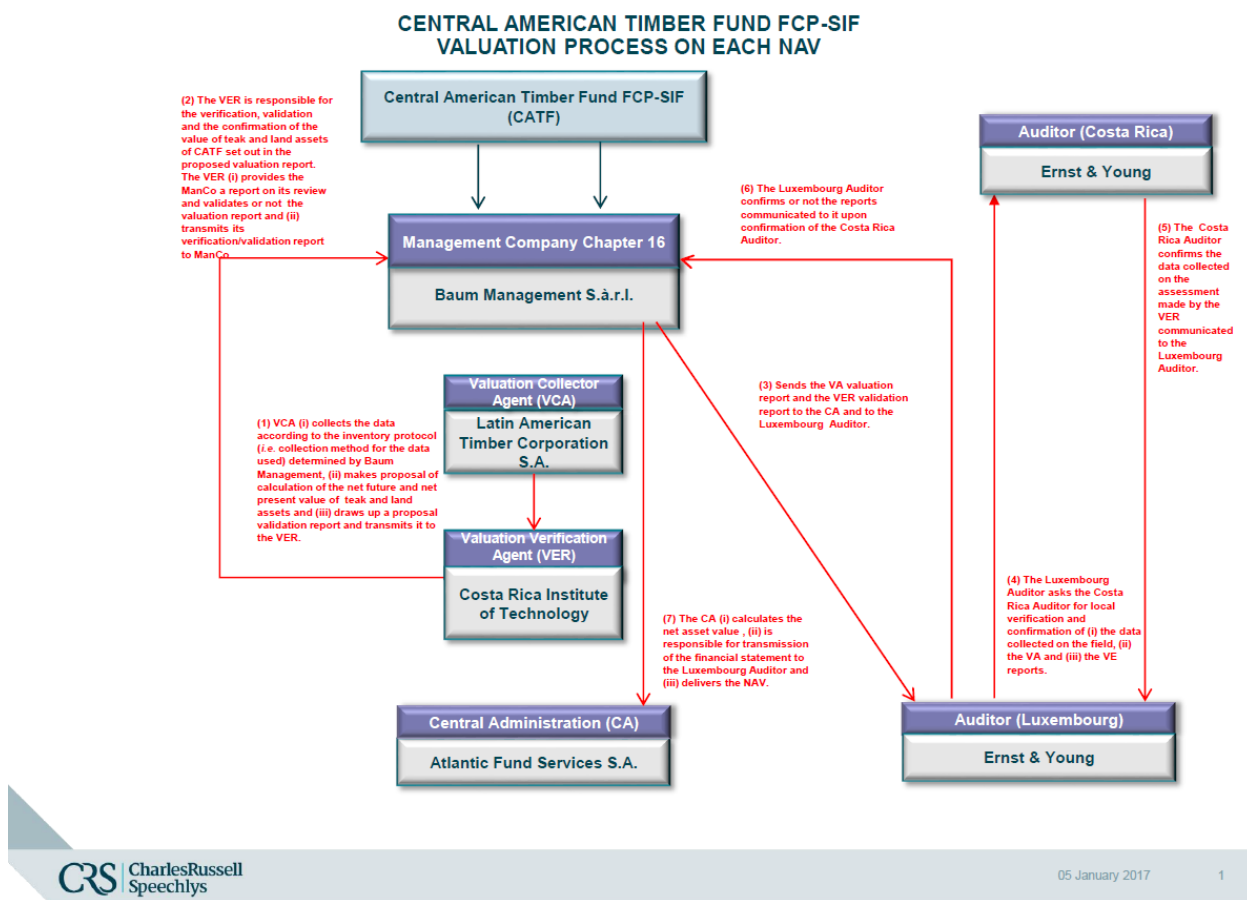 CENTRAL AMERICAN TIMBER FUND FCP-SIF
VALUATION PROCESS ON EACH NAV
Central American Timber Fund FCP-SIF
(CATF)
(2) The VER is responsible for
the verification, validation
and the confirmation of the
value of teak and land assets
of CATF set out in the
proposed valuation report.
The VER (i) provides the
ManCo a report on its review
and validates or not the
valuation report and (ii)
transmits its
verification/validation report
to ManCo
Management Company Chapter 16
Baum Management S.à.r.l.
Auditor (Costa Rica)
Ernst & Young
(6) The Luxembourg Auditor
confirms or not the reports
communicated to it upon
confirmation of the Costa Rica
Auditor.
(5) The Costa
Rica Auditor
confirms the
data collected
on the
assessment
made by the
VER
communicated
to the
Luxembourg
Auditor.
Valuation Collector
Agent (VCA)
Latin American
Timber Corporation
S.A.
(1) VCA (i) collects the data
according to the inventory protocol
(i.e. collection method for the data
used) determined by Baum
Management, (ii) makes proposal of
calculation of the net future and net
present value of teak and land
assets and (iii) draws up a proposal
validation report and transmits it to
the VER.
(3) Sends the VA valuation
report and the VER validation
report to the CA and to the
Luxembourg Auditor.
Valuation Verification
Agent (VER)
Costa Rica Institute
of Technology
(4) The Luxembourg
Auditor asks the Costa
Rica Auditor for local
verification and
confirmation of (i) the data
collected on the field, (ii)
the VA and (iii) the VE
reports.
(7) The CA (i) calculates the
net asset value , (ii) is
responsible for transmission
of the financial statement to
the Luxembourg Auditor and
(iii) delivers the NAV.
Central Administration (CA)
Atlantic Fund Services S.A.
Auditor (Luxembourg)
Ernst & Young
CRS CharlesRussell
Speechlys
05 January 2017
1